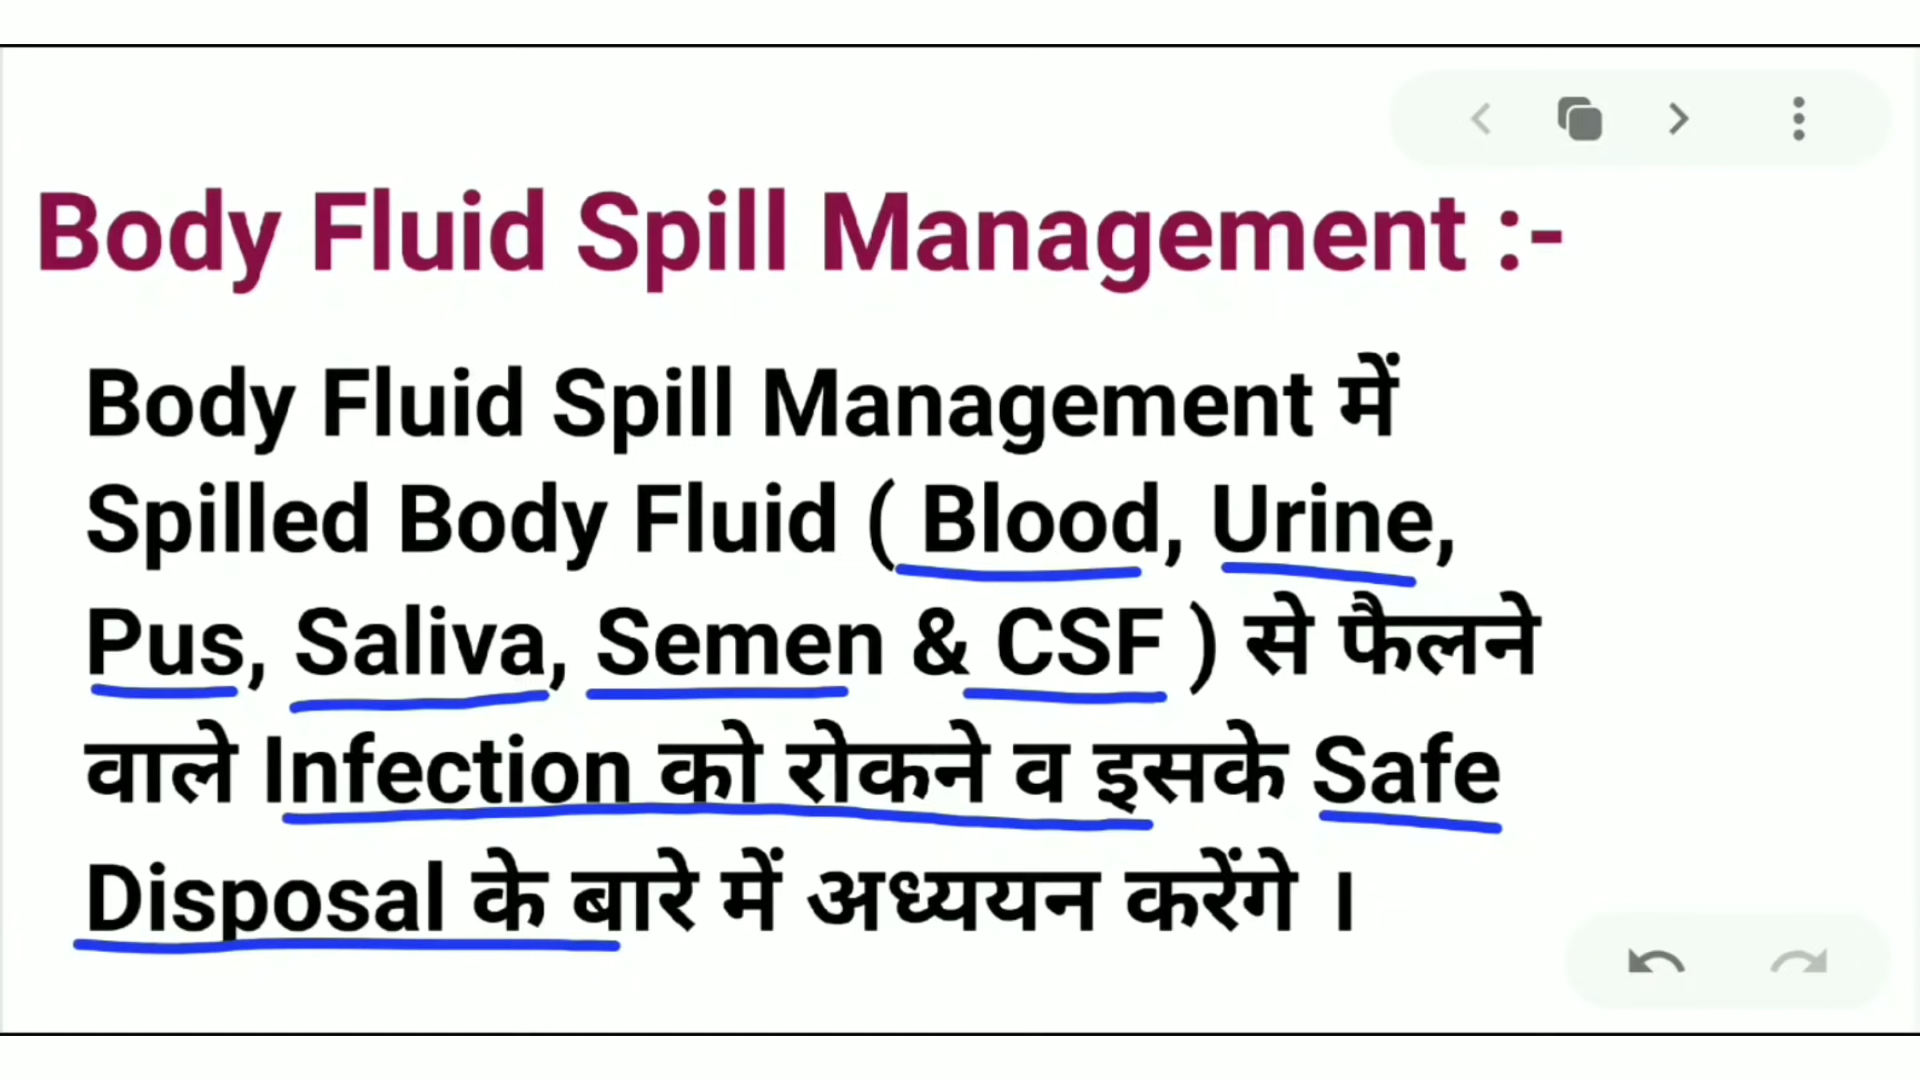 Body Fluid Spill Management :-
Body Fluid Spill Management में
Spilled Body Fluid ( Blood, Urine,
Pus, Saliva, Semen & CSF ) से फैलने
वाले Infection को रोकने व इसके Safe
Disposal के बारे में अध्ययन करेंगे ।